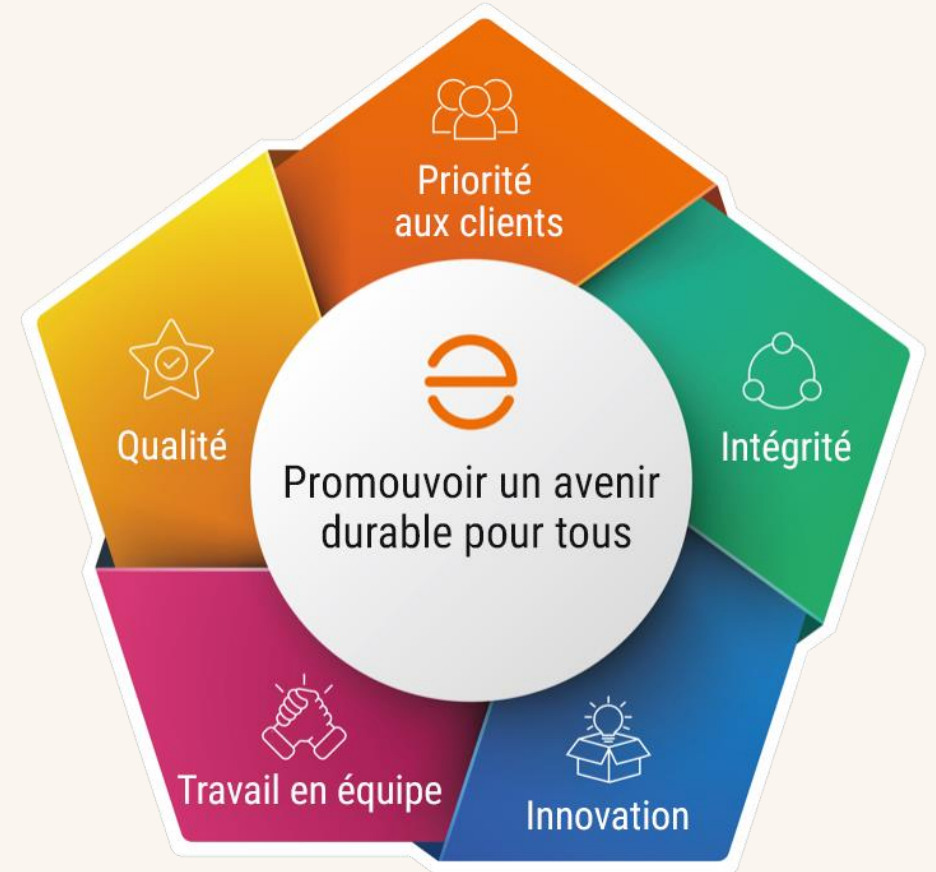 Priorité
aux clients
Intégrité
Innovation
Travail en équipe
Qualité
Promouvoir un avenir
durable pour tous